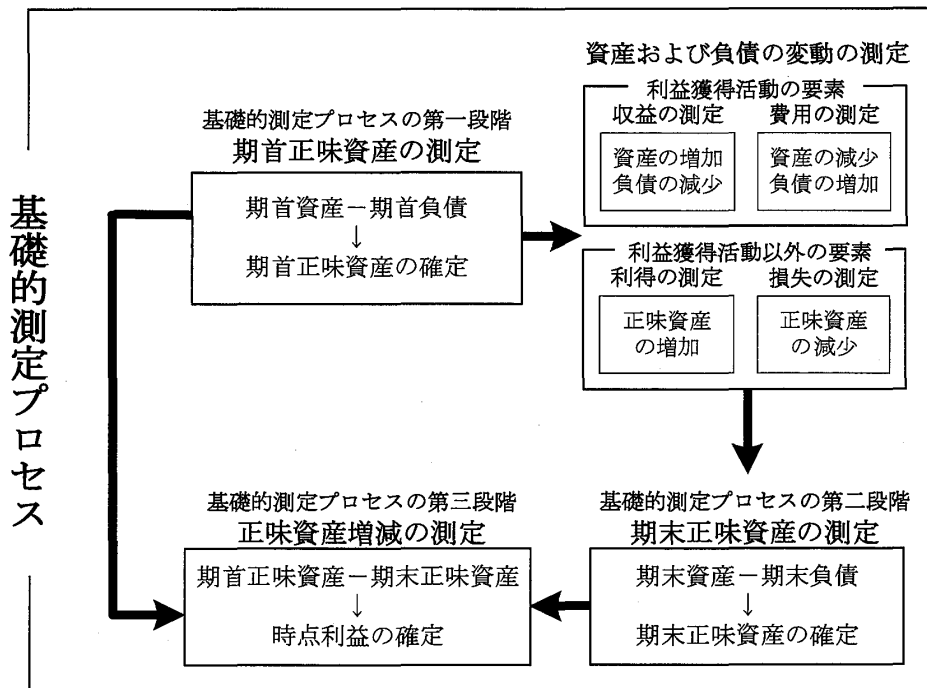 基礎的測定プロセス
基礎的測定プロセスの第一段階
期首正味資産の測定
期首資産－期首負債
↓
期首正味資産の確定
資産および負債の変動の測定
利益獲得活動の要素
収益の測定
資産の増加
負債の減少
費用の測定
資産の減少
負債の増加
利益獲得活動以外の要素
利得の測定
正味資産
の増加
損失の測定
正味資産
の減少
基礎的測定プロセスの第二段階
期末正味資産の測定
期末資産－期末負債
↓
期末正味資産の確定
基礎的測定プロセスの第三段階
正味資産増減の測定
期首正味資産－期末正味資産
↓
時点利益の確定